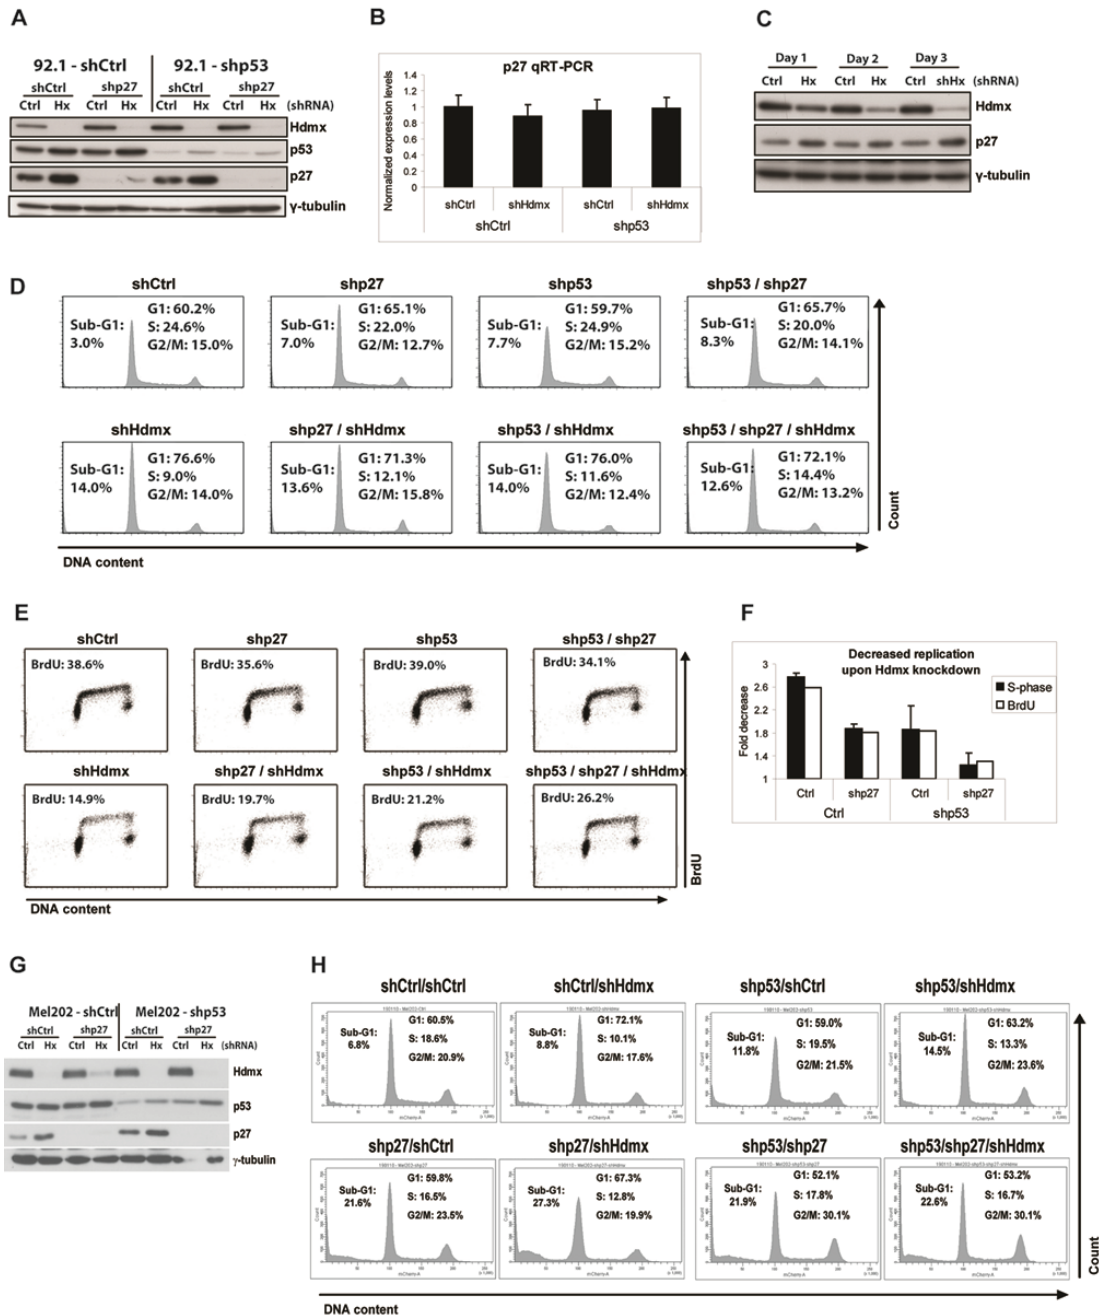 A
92.1 - shCtrl 92.1 - shp53
shCtrl shp27 shCtrl shp27
Ctrl Hx Ctrl Hx Ctrl Hx Ctrl Hx (shRNA)
Hdmx
p53
p27
γ-tubulin
B
p27 qRT-PCR
Normalized expression levels
1.4
1.2
1
0.8
0.6
0.4
0.2
0
shCtrl shHdmx shCtrl shHdmx
shCtrl shp53
C
Day 1 Day 2 Day 3
Ctrl Hx Ctrl Hx Ctrl shHx (shRNA)
Hdmx
p27
γ-tubulin
D
shCtrl
Sub-G1: 3.0%
G1: 60.2%
S: 24.6%
G2/M: 15.0%
shp27
Sub-G1: 7.0%
G1: 65.1%
S: 22.0%
G2/M: 12.7%
shp53
Sub-G1: 7.7%
G1: 59.7%
S: 24.9%
G2/M: 15.2%
shp53 / shp27
Sub-G1: 8.3%
G1: 65.7%
S: 20.0%
G2/M: 14.1%
shHdmx
Sub-G1: 14.0%
G1: 76.6%
S: 9.0%
G2/M: 14.0%
shp27 / shHdmx
Sub-G1: 13.6%
G1: 71.3%
S: 12.1%
G2/M: 15.8%
shp53 / shHdmx
Sub-G1: 14.0%
G1: 76.0%
S: 11.6%
G2/M: 12.4%
shp53 / shp27 / shHdmx
Sub-G1: 12.6%
G1: 72.1%
S: 14.4%
G2/M: 13.2%
Count
DNA content
E
shCtrl
BrdU: 38.6%
shp27
BrdU: 35.6%
shp53
BrdU: 39.0%
shp53 / shp27
BrdU: 34.1%
shHdmx
BrdU: 14.9%
shp27 / shHdmx
BrdU: 19.7%
shp53 / shHdmx
BrdU: 21.2%
shp53 / shp27 / shHdmx
BrdU: 26.2%
BrdU
DNA content
F
Decreased replication
upon Hdmx knockdown
Fold decrease
3
2.6
2.2
1.8
1.4
1
S-phase
BrdU
Ctrl shp27 Ctrl shp27
Ctrl shp53
G
Mel202 - shCtrl Mel202 - shp53
shCtrl shp27 shCtrl shp27
Ctrl Hx Ctrl Hx Ctrl Hx Ctrl Hx (shRNA)
Hdmx
p53
p27
γ-tubulin
H
shCtrl/shCtrl
Sub-G1: 6.8%
G1: 60.5%
S: 18.6%
G2/M: 20.9%
shCtrl/shHdmx
Sub-G1: 8.8%
G1: 72.1%
S: 10.1%
G2/M: 17.6%
shp53/shCtrl
Sub-G1: 11.8%
G1: 59.0%
S: 19.5%
G2/M: 21.5%
shp53/shHdmx
Sub-G1: 14.5%
G1: 63.2%
S: 13.3%
G2/M: 23.6%
shp27/shCtrl
Sub-G1: 21.6%
G1: 59.8%
S: 16.5%
G2/M: 23.5%
shp27/shHdmx
Sub-G1: 27.3%
G1: 67.3%
S: 12.8%
G2/M: 19.9%
shp53/shp27
Sub-G1: 21.9%
G1: 52.1%
S: 17.8%
G2/M: 30.1%
shp53/shp27/shHdmx
Sub-G1: 22.6%
G1: 53.2%
S: 16.7%
G2/M: 30.1%
Count
DNA content